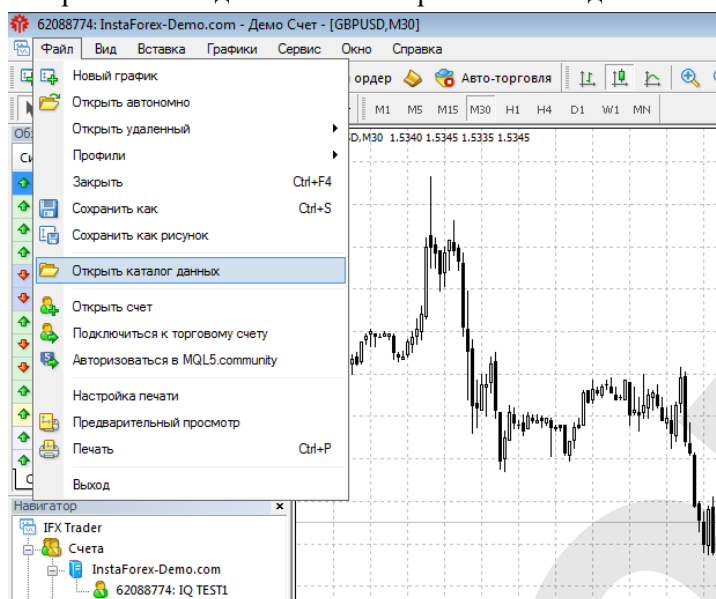 62088774: InstaForex-Demo.com - Демо Счет - [GBPUSD,M30]
Файл Вид Вставка Графики Сервис Окно Справка
Новый график
ордер Авто-торговля
Открыть автономно
M1 M5 M15 M30 H1 H4 D1 W1 MN
Открыть удаленный
D,M30 1.5340 1.5345 1.5335 1.5345
Профили
Закрыть Ctrl+F4
Сохранить как Ctrl+S
Сохранить как рисунок
Открыть каталог данных
Открыть счет
Подключиться к торговому счету
Авторизоваться в MQL5.community
Настройка печати
Предварительный просмотр
Печать Ctrl+P
Выход
Навигатор x
IFX Trader
Счета
InstaForex-Demo.com
62088774: IQ TEST1